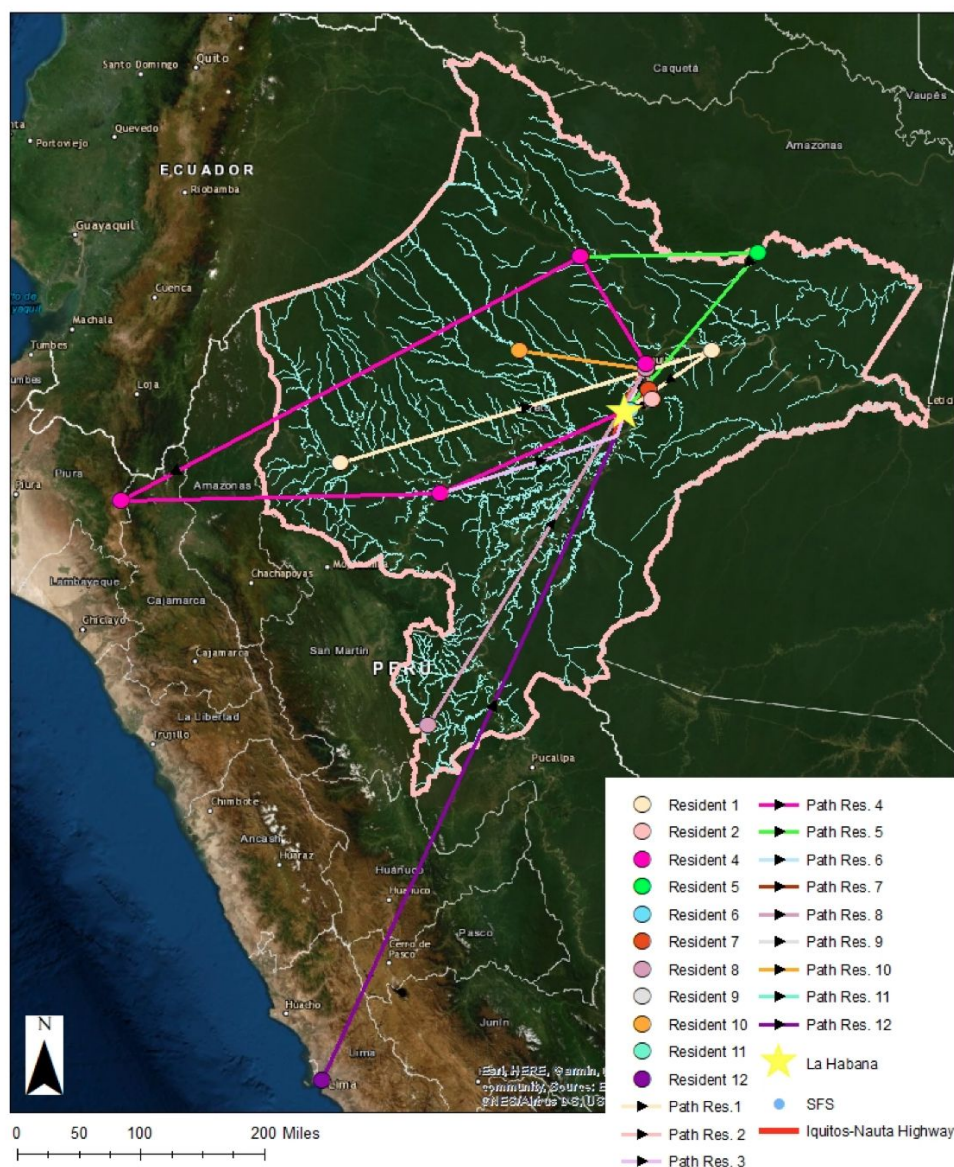 Caquetá
Quito
Santo Domingo
Vaupés
Quevedo
Portoviejo
Amazonas
ECUADOR
Riobamba
Guayaquil
Cuenca
Machala
Tumbes
Loja
Piura
Amazonas
Piura
Chachapoyas
Lambayeque
Cajamarca
Chiclayo
San Martín
Cajamarca
PERÚ
La Libertad
Trujillo
Pucallpa
Chimbote
Ancash
Huaraz
Huánuco
Huánuco
Cerro de
Pasco
Pasco
Huacho
Junín
Lima
Lima
N
0 50 100 200 Miles
Resident 1
Resident 2
Resident 4
Resident 5
Resident 6
Resident 7
Resident 8
Resident 9
Resident 10
Resident 11
Resident 12
Path Res.1
Path Res. 2
Path Res. 3
Path Res. 4
Path Res. 5
Path Res. 6
Path Res. 7
Path Res. 8
Path Res. 9
Path Res. 10
Path Res. 11
Path Res. 12
La Habana
SFS
Iquitos-Nauta Highway